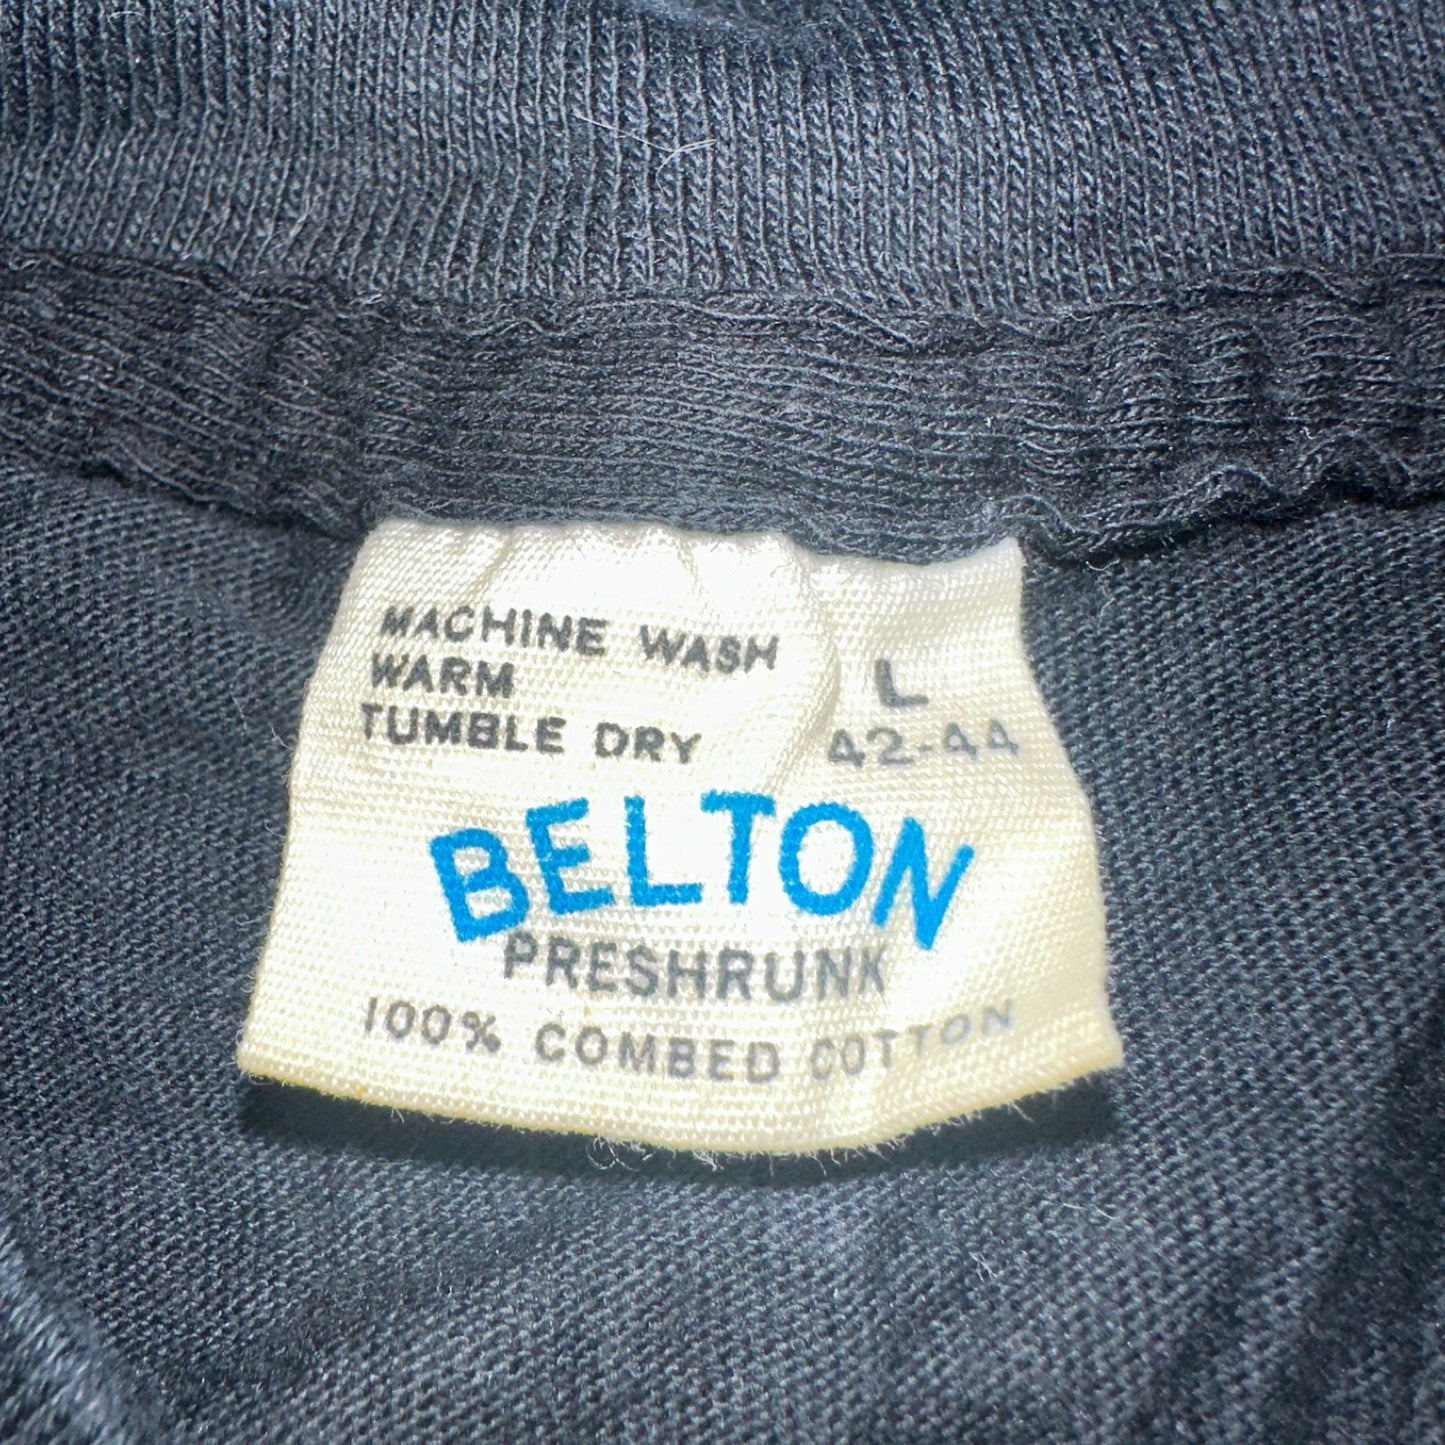 MACHINE WASH
WARM
TUMBLE DRY
L
42-44
BELTON
PRESHRUNK
100% COMBED COTTON